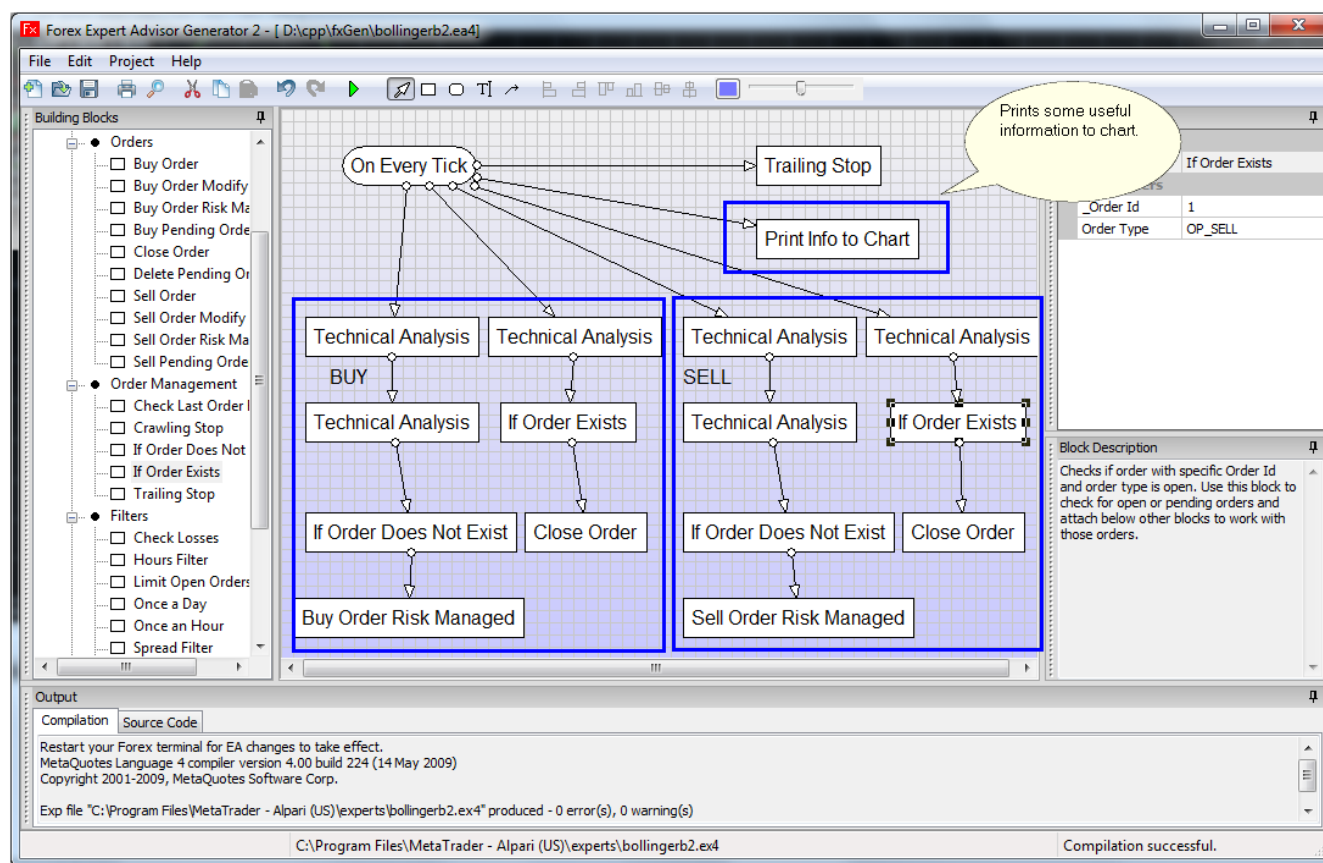 Forex Expert Advisor Generator 2 - [ D:\cpp\fxGen\bollingerb2.ea4]
File Edit Project Help
Building Blocks
Orders
Buy Order
Buy Order Modify
Buy Order Risk Ma
Buy Pending Orde
Close Order
Delete Pending Or
Sell Order
Sell Order Modify
Sell Order Risk Ma
Sell Pending Orde
Order Management
Check Last Order
Crawling Stop
If Order Does Not
If Order Exists
Trailing Stop
Filters
Check Losses
Hours Filter
Limit Open Orders
Once a Day
Once an Hour
Spread Filter
On Every Tick
Trailing Stop
Print Info to Chart
Technical Analysis
Technical Analysis
Technical Analysis
Technical Analysis
BUY
SELL
Technical Analysis
If Order Exists
Technical Analysis
If Order Exists
If Order Does Not Exist
Close Order
If Order Does Not Exist
Close Order
Buy Order Risk Managed
Sell Order Risk Managed
Prints some useful
information to chart.
If Order Exists
_Order Id 1
Order Type OP_SELL
Block Description
Checks if order with specific Order Id
and order type is open. Use this block to
check for open or pending orders and
attach below other blocks to work with
those orders.
Output
Compilation Source Code
Restart your Forex terminal for EA changes to take effect.
MetaQuotes Language 4 compiler version 4.00 build 224 (14 May 2009)
Copyright 2001-2009, MetaQuotes Software Corp.
Exp file "C:\Program Files\MetaTrader - Alpari (US)\experts\bollingerb2.ex4" produced - 0 error(s), 0 warning(s)
C:\Program Files\MetaTrader - Alpari (US)\experts\bollingerb2.ex4
Compilation successful.